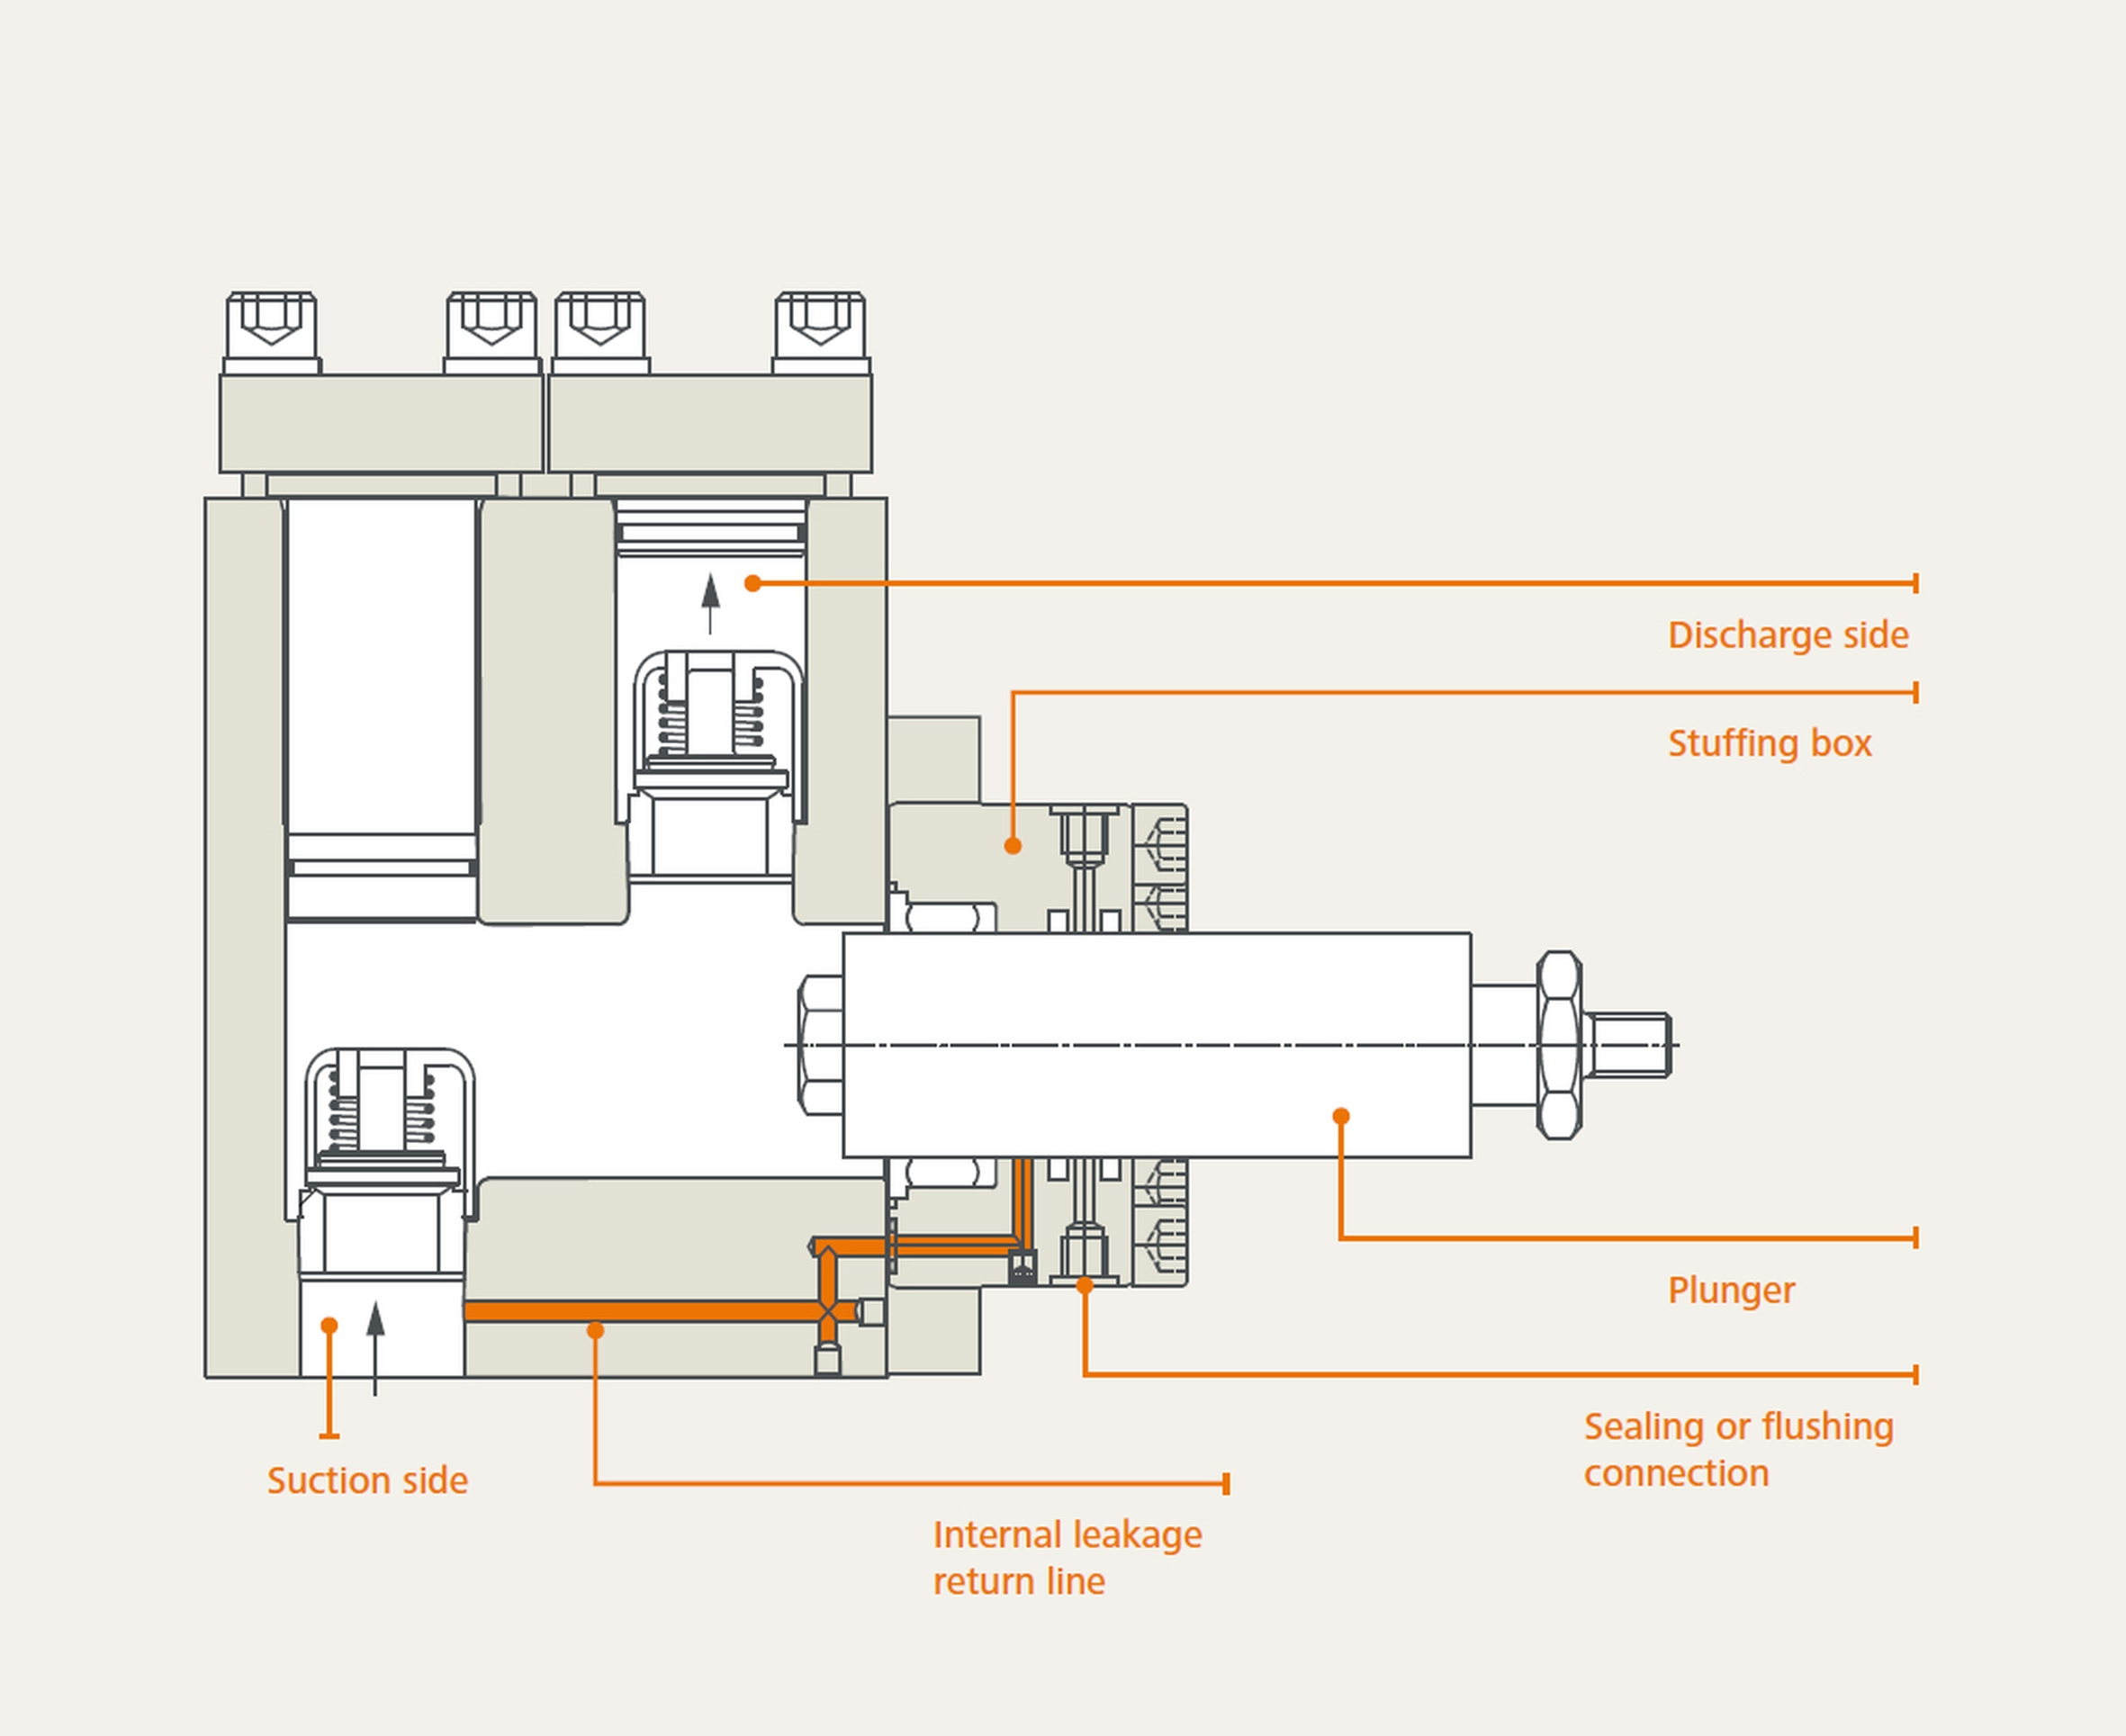 Discharge side
Stuffing box
Plunger
Sealing or flushing
connection
Suction side
Internal leakage
return line